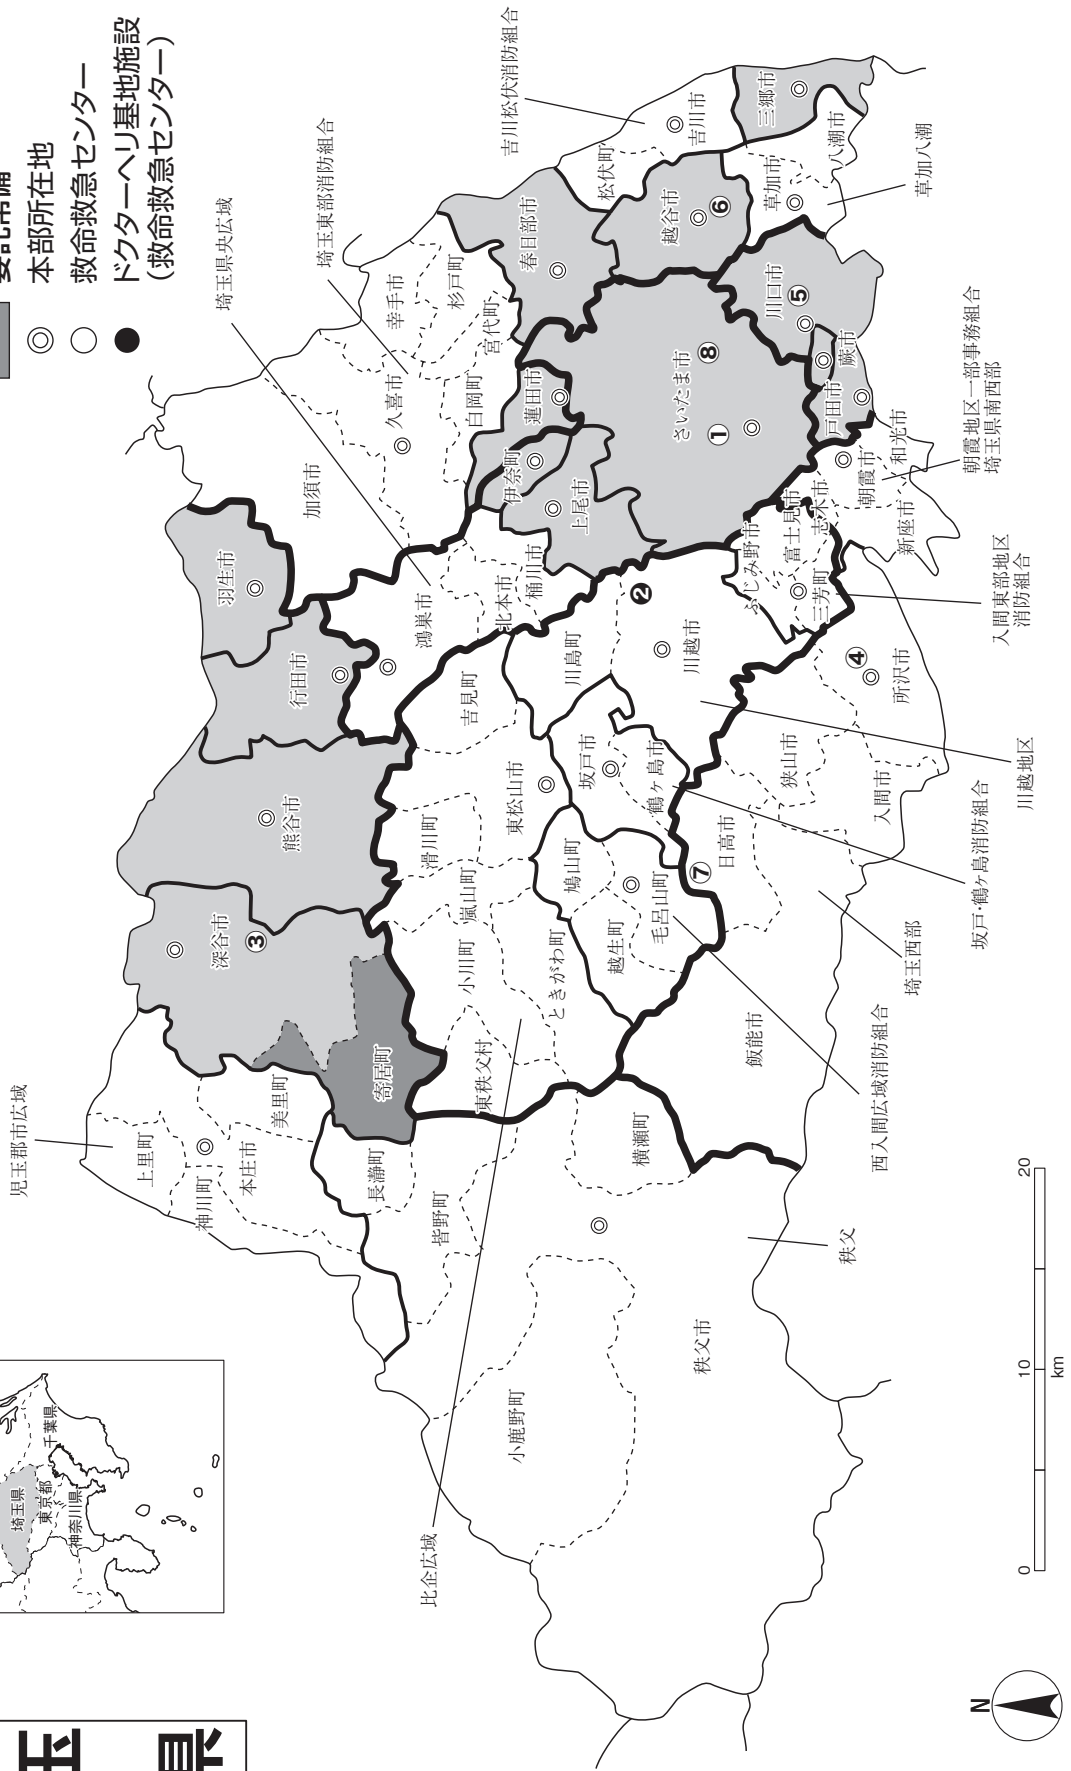 玉
県
埼玉県
東京都
千葉県
神奈川県
委託常備
本部所在地
救命救急センター
ドクターヘリ基地施設
(救命救急センター)
児玉郡市広域
上里町
神川町
本庄市
美里町
深谷市
③
寄居町
熊谷市
行田市
羽生市
加須市
埼玉県央広域
埼玉東部消防組合
久喜市
幸手市
杉戸町
宮代町
白岡町
蓮田市
伊奈町
上尾市
桶川市
北本市
鴻巣市
吉見町
川島町
東松山市
滑川町
嵐山町
小川町
ときがわ町
東秩父村
比企広域
長瀞町
皆野町
小鹿野町
秩父市
横瀬町
秩父
鳩山町
越生町
毛呂山町
西入間広域消防組合
坂戸市
鶴ヶ島市
坂戸・鶴ヶ島消防組合
川越市
②
川越地区
⑦
日高市
飯能市
狭山市
入間市
所沢市
④
埼玉西部
ふじみ野市
富士見市
三芳町
入間東部地区
消防組合
志木市
朝霞市
和光市
新座市
朝霞地区一部事務組合
埼玉県南西部
さいたま市
①
⑧
戸田市
蕨市
川口市
⑤
春日部市
越谷市
⑥
松伏町
吉川市
吉川松伏消防組合
三郷市
草加市
八潮市
草加八潮
N
0
10
20
km